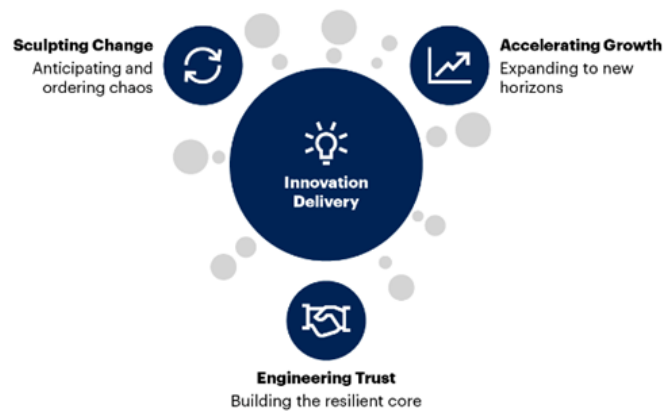 Sculpting Change
Anticipating and
ordering chaos
Accelerating Growth
Expanding to new
horizons
Innovation
Delivery
Engineering Trust
Building the resilient core